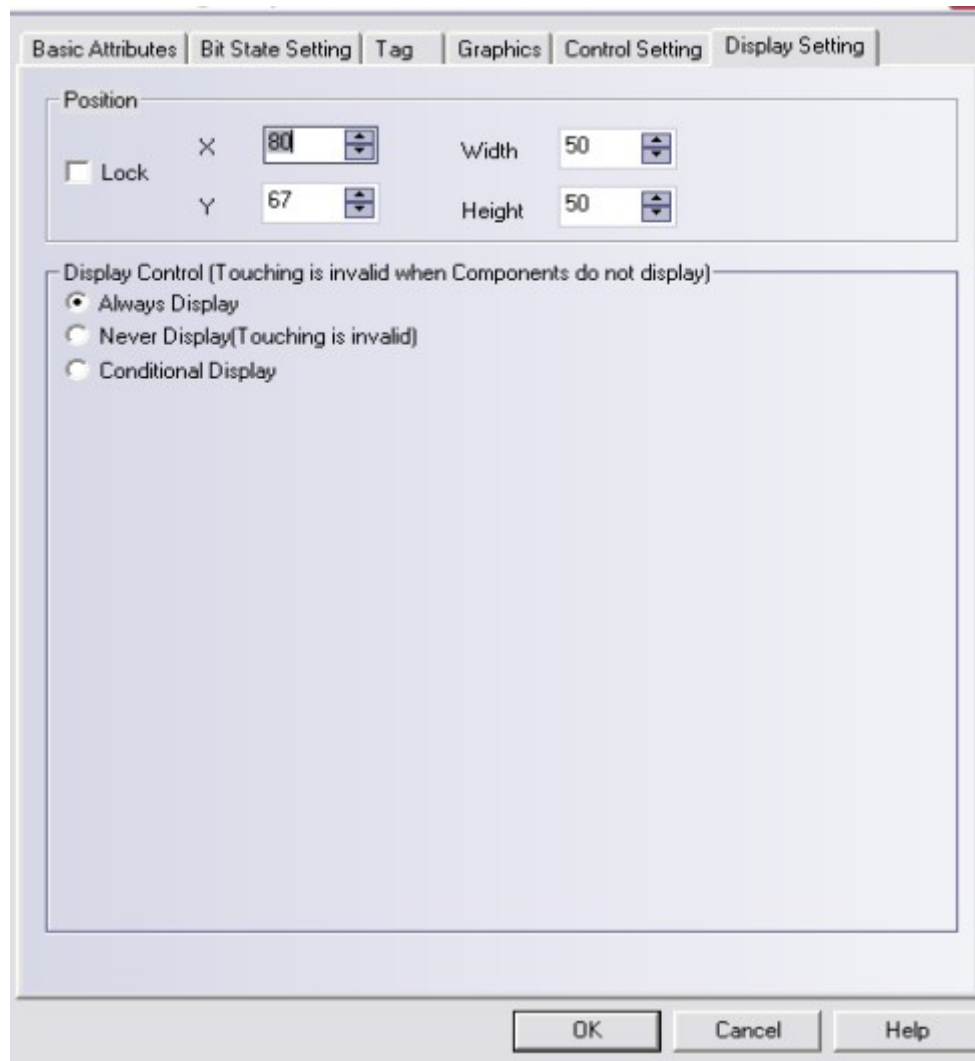 Basic Attributes Bit State Setting Tag Graphics Control Setting Display Setting
Position
X 80 Width 50
Lock
Y 67 Height 50
Display Control (Touching is invalid when Components do not display)
Always Display
Never Display(Touching is invalid)
Conditional Display
OK Cancel Help